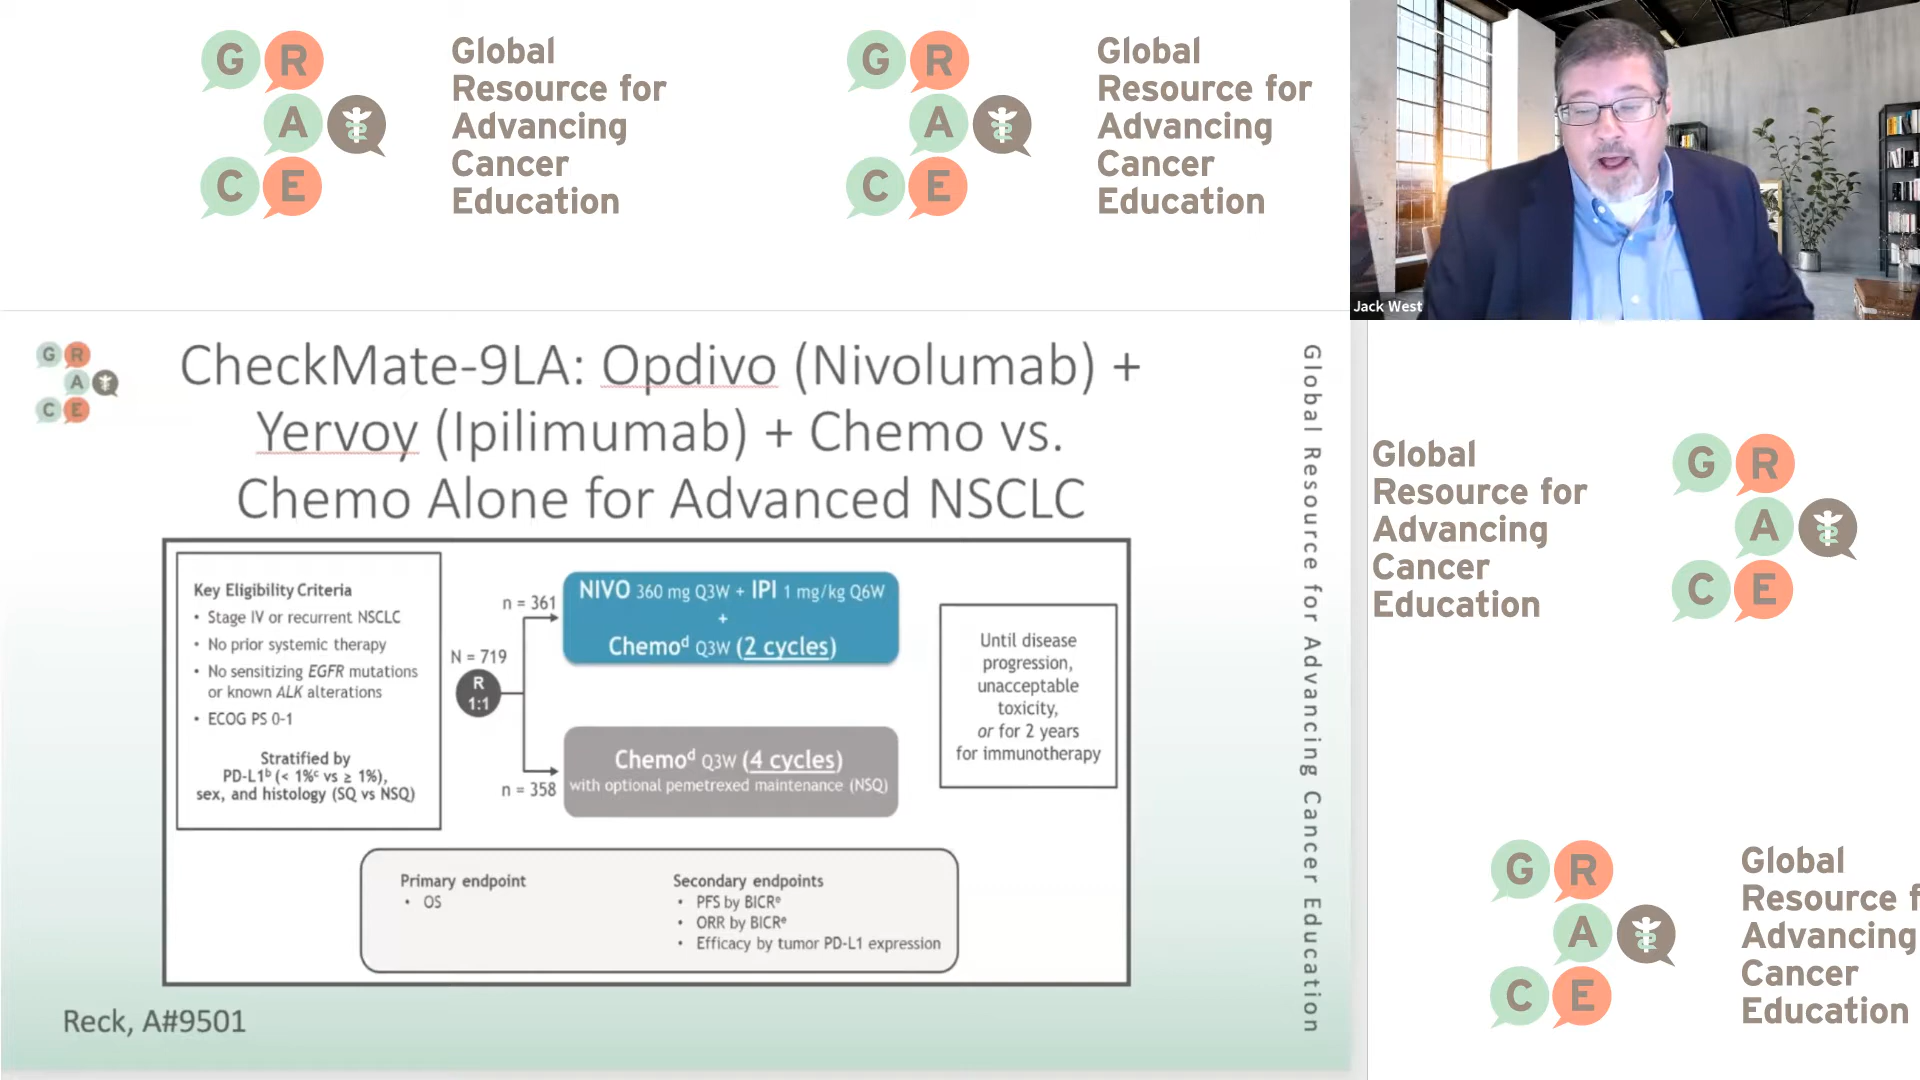 G R
A
C E
Global
Resource for
Advancing
Cancer
Education
G R
A
C E
Global
Resource for
Advancing
Cancer
Education
Jack West
G R
A
C E
CheckMate-9LA: Opdivo (Nivolumab) +
Yervoy (Ipilimumab) + Chemo vs.
Chemo Alone for Advanced NSCLC
Key Eligibility Criteria
• Stage IV or recurrent NSCLC
• No prior systemic therapy
• No sensitizing EGFR mutations
or known ALK alterations
• ECOG PS 0-1
Stratified by
PD-L1ᵇ (< 1%ᶜ vs ≥ 1%),
sex, and histology (SQ vs NSQ)
N = 719
R
1:1
n = 361
n = 358
NIVO 360 mg Q3W + IPI 1 mg/kg Q6W
+
Chemoᵈ Q3W (2 cycles)
Chemoᵈ Q3W (4 cycles)
with optional pemetrexed maintenance (NSQ)
Until disease
progression,
unacceptable
toxicity,
or for 2 years
for immunotherapy
Primary endpoint
• OS
Secondary endpoints
• PFS by BICRᵉ
• ORR by BICRᵉ
• Efficacy by tumor PD-L1 expression
Reck, A#9501
Global Resource for Advancing Cancer Education
Global
Resource for
Advancing
Cancer
Education
G R
A
C E
G R
A
C E
Global
Resource f
Advancing
Cancer
Education